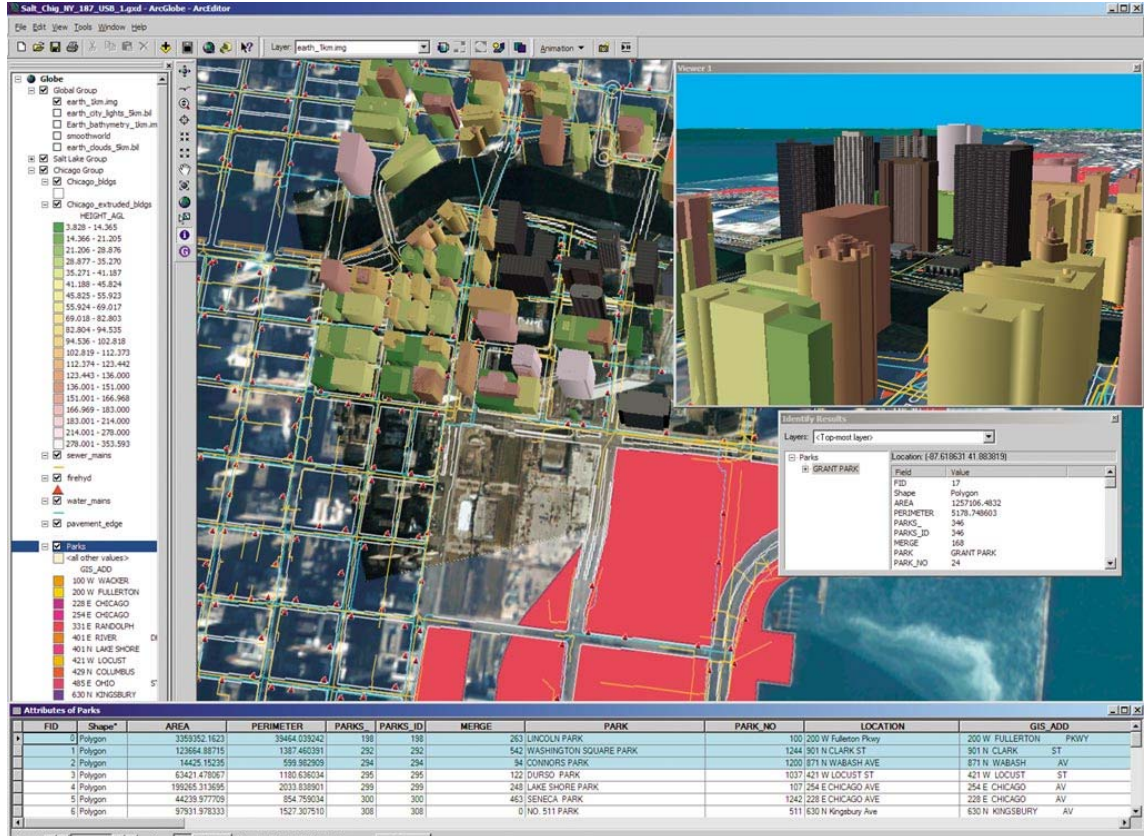 Salt_Chig_NY_187_USB_1.gxd - ArcGlobe - ArcEditor
File Edit View Tools Window Help
Layer: earth_1km.img Animation
Globe
Global Group
earth_1km.img
earth_city_lights_5km.bil
Earth_bathymetry_1km.im
smoothworld
earth_clouds_5km.bil
Salt Lake Group
Chicago Group
Chicago_bldgs
Chicago_extruded_bldgs
HEIGHT_AGL
3.828 - 14.365
14.366 - 21.205
21.206 - 28.876
28.877 - 35.270
35.271 - 41.187
41.188 - 45.824
45.825 - 55.923
55.924 - 69.017
69.018 - 82.803
82.804 - 94.535
94.536 - 102.818
102.819 - 112.373
112.374 - 123.442
123.443 - 136.000
136.001 - 151.000
151.001 - 166.968
166.969 - 183.000
183.001 - 214.000
214.001 - 278.000
278.001 - 353.593
sewer_mains
firehyd
water_mains
pavement_edge
Parks
<all other values>
GIS_ADD
100 W WACKER
200 W FULLERTON
228 E CHICAGO
254 E CHICAGO
331 E RANDOLPH
401 E RIVER DI
401 N LAKE SHORE
421 W LOCUST
429 N COLUMBUS
485 E OHIO ST
630 N KINGSBURY
Viewer 1
Identify Results
Layers: <Top-most layer>
Parks
GRANT PARK
Location: (-87.618631 41.883819)
Field Value
FID 17
Shape Polygon
AREA 1257106.4832
PERIMETER 5178.748603
PARKS_ 346
PARKS_ID 346
MERGE 168
PARK GRANT PARK
PARK_NO 24
Attributes of Parks
FID Shape* AREA PERIMETER PARKS_ PARKS_ID MERGE PARK PARK_NO LOCATION GIS_ADD
0 Polygon 3359352.1623 39464.039242 198 198 263 LINCOLN PARK 100 200 W Fullerton Pkwy 200 W FULLERTON PKWY
1 Polygon 123664.88715 1387.460391 292 292 542 WASHINGTON SQUARE PARK 1244 901 N CLARK ST 901 N CLARK ST
2 Polygon 14425.15235 599.982909 294 294 94 CONNORS PARK 1200 871 N WABASH AVE 871 N WABASH AV
3 Polygon 63421.478067 1180.636034 295 295 122 DURSO PARK 1037 421 W LOCUST ST 421 W LOCUST ST
4 Polygon 199265.313695 2033.838901 299 299 248 LAKE SHORE PARK 107 254 E CHICAGO AVE 254 E CHICAGO AV
5 Polygon 44239.977709 854.759034 300 300 463 SENECA PARK 1242 228 E CHICAGO AVE 228 E CHICAGO AV
6 Polygon 97931.978333 1527.307510 308 308 0 NO. 511 PARK 511 630 N Kingsbury Ave 630 N KINGSBURY AV